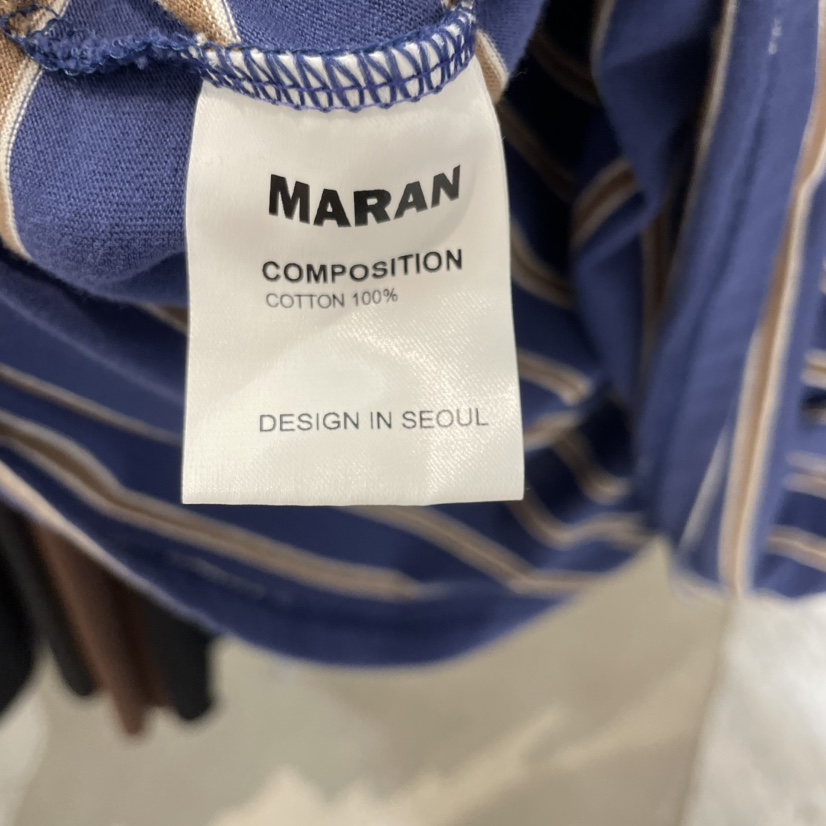 MARAN
COMPOSITION
COTTON 100%
DESIGN IN SEOUL